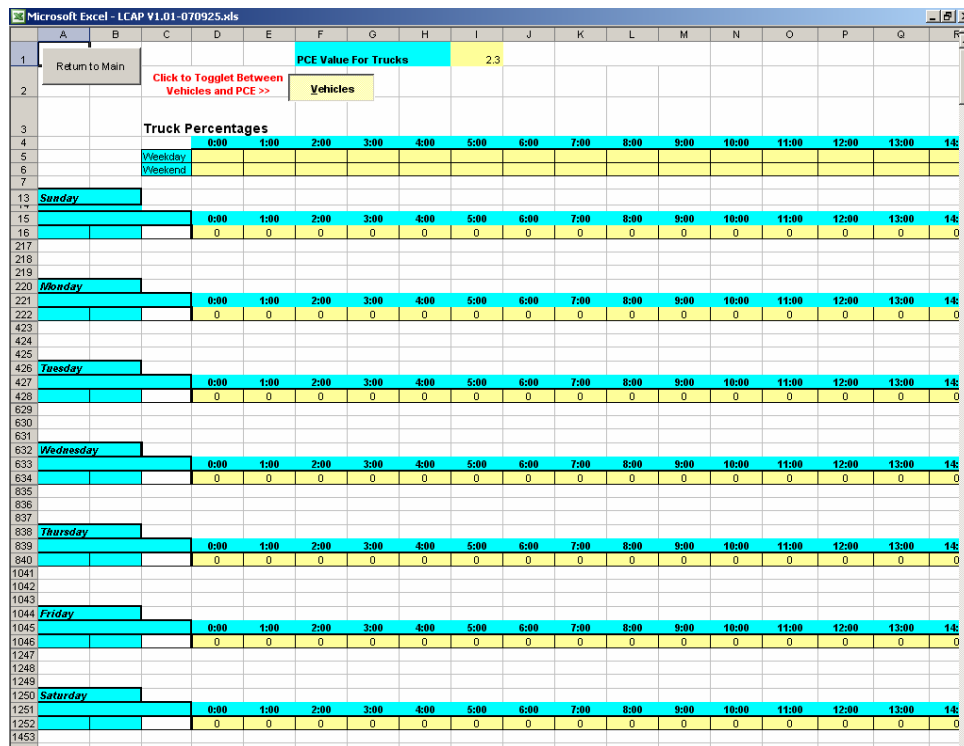 Microsoft Excel - LCAP V1.01-070925.xls
A B C D E F G H I J K L M N O P Q R
1 Return to Main PCE Value For Trucks 2.3
2 Click to Togglet Between Vehicles and PCE >> Vehicles
3 Truck Percentages
4 0:00 1:00 2:00 3:00 4:00 5:00 6:00 7:00 8:00 9:00 10:00 11:00 12:00 13:00 14:
5 Weekday
6 Weekend
7
13 Sunday
14
15 0:00 1:00 2:00 3:00 4:00 5:00 6:00 7:00 8:00 9:00 10:00 11:00 12:00 13:00 14:
16 0 0 0 0 0 0 0 0 0 0 0 0 0 0 0
217
218
219
220 Monday
221 0:00 1:00 2:00 3:00 4:00 5:00 6:00 7:00 8:00 9:00 10:00 11:00 12:00 13:00 14:
222 0 0 0 0 0 0 0 0 0 0 0 0 0 0 0
423
424
425
426 Tuesday
427 0:00 1:00 2:00 3:00 4:00 5:00 6:00 7:00 8:00 9:00 10:00 11:00 12:00 13:00 14:
428 0 0 0 0 0 0 0 0 0 0 0 0 0 0 0
629
630
631
632 Wednesday
633 0:00 1:00 2:00 3:00 4:00 5:00 6:00 7:00 8:00 9:00 10:00 11:00 12:00 13:00 14:
634 0 0 0 0 0 0 0 0 0 0 0 0 0 0 0
835
836
837
838 Thursday
839 0:00 1:00 2:00 3:00 4:00 5:00 6:00 7:00 8:00 9:00 10:00 11:00 12:00 13:00 14:
840 0 0 0 0 0 0 0 0 0 0 0 0 0 0 0
1041
1042
1043
1044 Friday
1045 0:00 1:00 2:00 3:00 4:00 5:00 6:00 7:00 8:00 9:00 10:00 11:00 12:00 13:00 14:
1046 0 0 0 0 0 0 0 0 0 0 0 0 0 0 0
1247
1248
1249
1250 Saturday
1251 0:00 1:00 2:00 3:00 4:00 5:00 6:00 7:00 8:00 9:00 10:00 11:00 12:00 13:00 14:
1252 0 0 0 0 0 0 0 0 0 0 0 0 0 0 0
1453